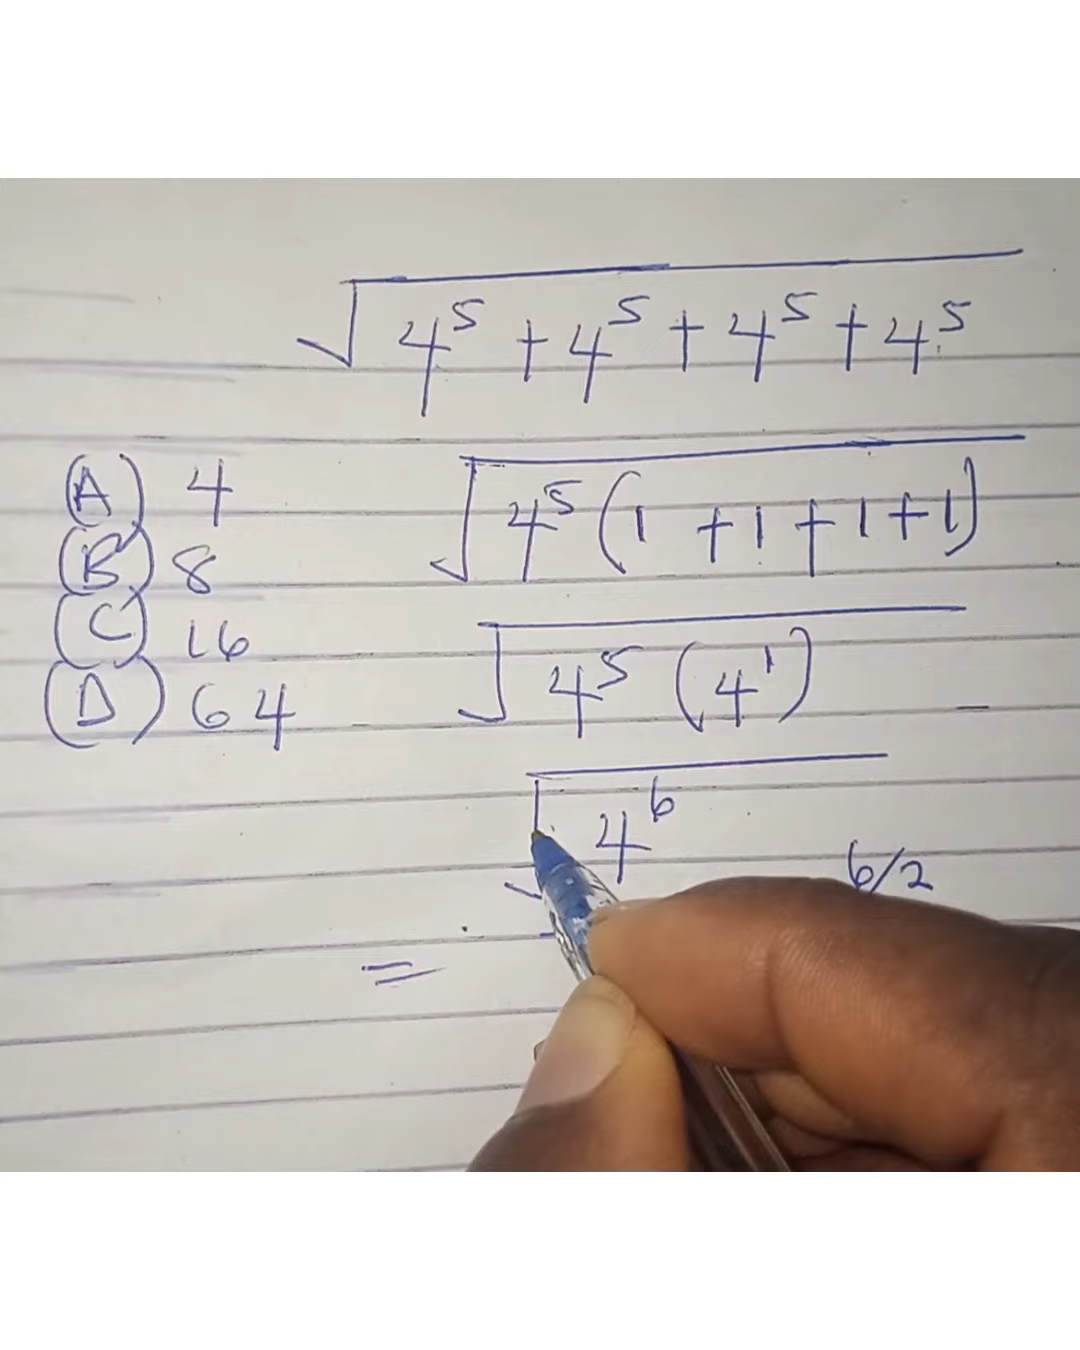 √4⁵ + 4⁵ + 4⁵ + 4⁵
(A) 4
(B) 8
(C) 16
(D) 64
√4⁵ (1 + 1 + 1 + 1)
√4⁵ (4¹)
√4⁶
6/2
=